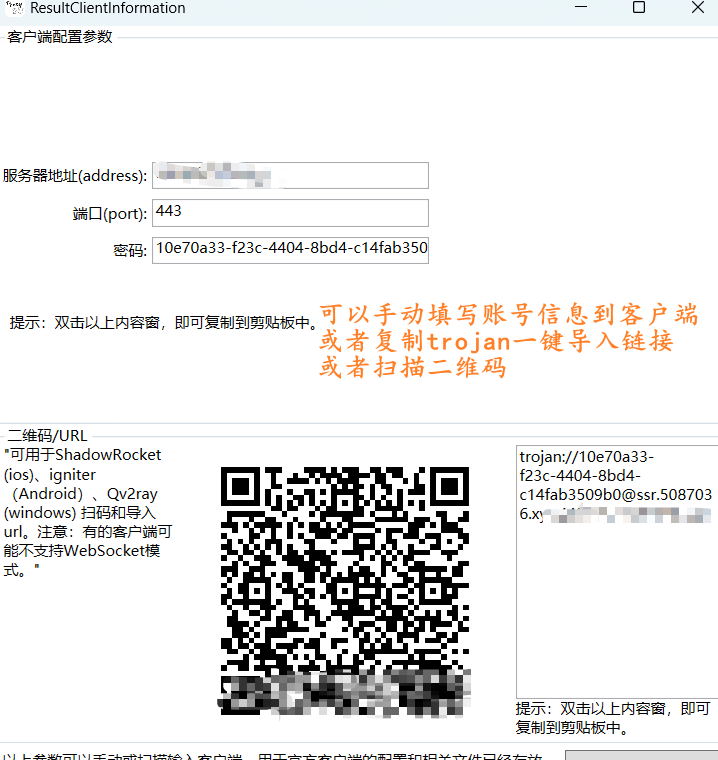 ResultClientInformation
客户端配置参数
服务器地址(address):
端口(port): 443
密码: 10e70a33-f23c-4404-8bd4-c14fab350
提示：双击以上内容窗，即可复制到剪贴板中。
可以手动填写账号信息到客户端
或者复制trojan一键导入链接
或者扫描二维码
二维码/URL
"可用于ShadowRocket
(ios)、igniter
（Android）、Qv2ray
(windows) 扫码和导入
url。注意：有的客户端可
能不支持WebSocket模
式。"
trojan://10e70a33-
f23c-4404-8bd4-
c14fab3509b0@ssr.508703
6.xy
提示：双击以上内容窗，即可
复制到剪贴板中。
以上参数可以手动或扫描输入客户端，用于官方客户端的配置和相关文件已经存放